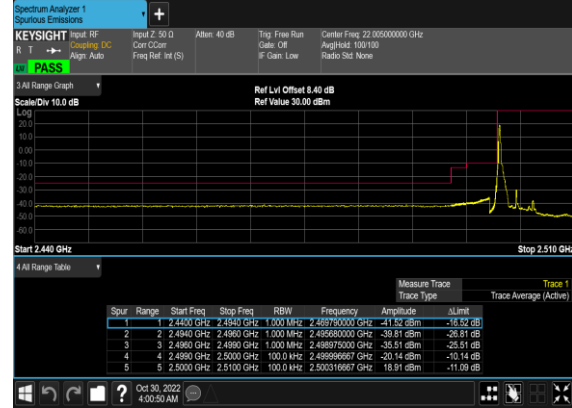 Spectrum Analyzer 1
Spurious Emissions
+
KEYSIGHT Input: RF Input Z: 50 Ω Atten: 40 dB Trig: Free Run Center Freq: 22.005000000 GHz
R T Coupling: DC Corr CCorr Gate: Off Avg|Hold: 100/100
Align: Auto Freq Ref: Int (S) IF Gain: Low Radio Std: None
PASS
3 All Range Graph Ref Lvl Offset 8.40 dB
Scale/Div 10.0 dB Ref Value 30.00 dBm
Log
20.0
10.0
0.00
-10.0
-20.0
-30.0
-40.0
-50.0
-60.0
Start 2.440 GHz Stop 2.510 GHz
4 All Range Table
Measure Trace Trace 1
Trace Type Trace Average (Active)
Spur Range Start Freq Stop Freq RBW Frequency Amplitude ΔLimit
1 1 2.4400 GHz 2.4940 GHz 1.000 MHz 2.469790000 GHz -41.52 dBm -16.52 dB
2 2 2.4940 GHz 2.4960 GHz 1.000 MHz 2.495680000 GHz -39.81 dBm -26.81 dB
3 3 2.4960 GHz 2.4990 GHz 1.000 MHz 2.498975000 GHz -35.51 dBm -25.51 dB
4 4 2.4990 GHz 2.5000 GHz 100.0 kHz 2.499996667 GHz -20.14 dBm -10.14 dB
5 5 2.5000 GHz 2.5100 GHz 100.0 kHz 2.500316667 GHz 18.91 dBm -11.09 dB
? Oct 30, 2022
4:00:50 AM